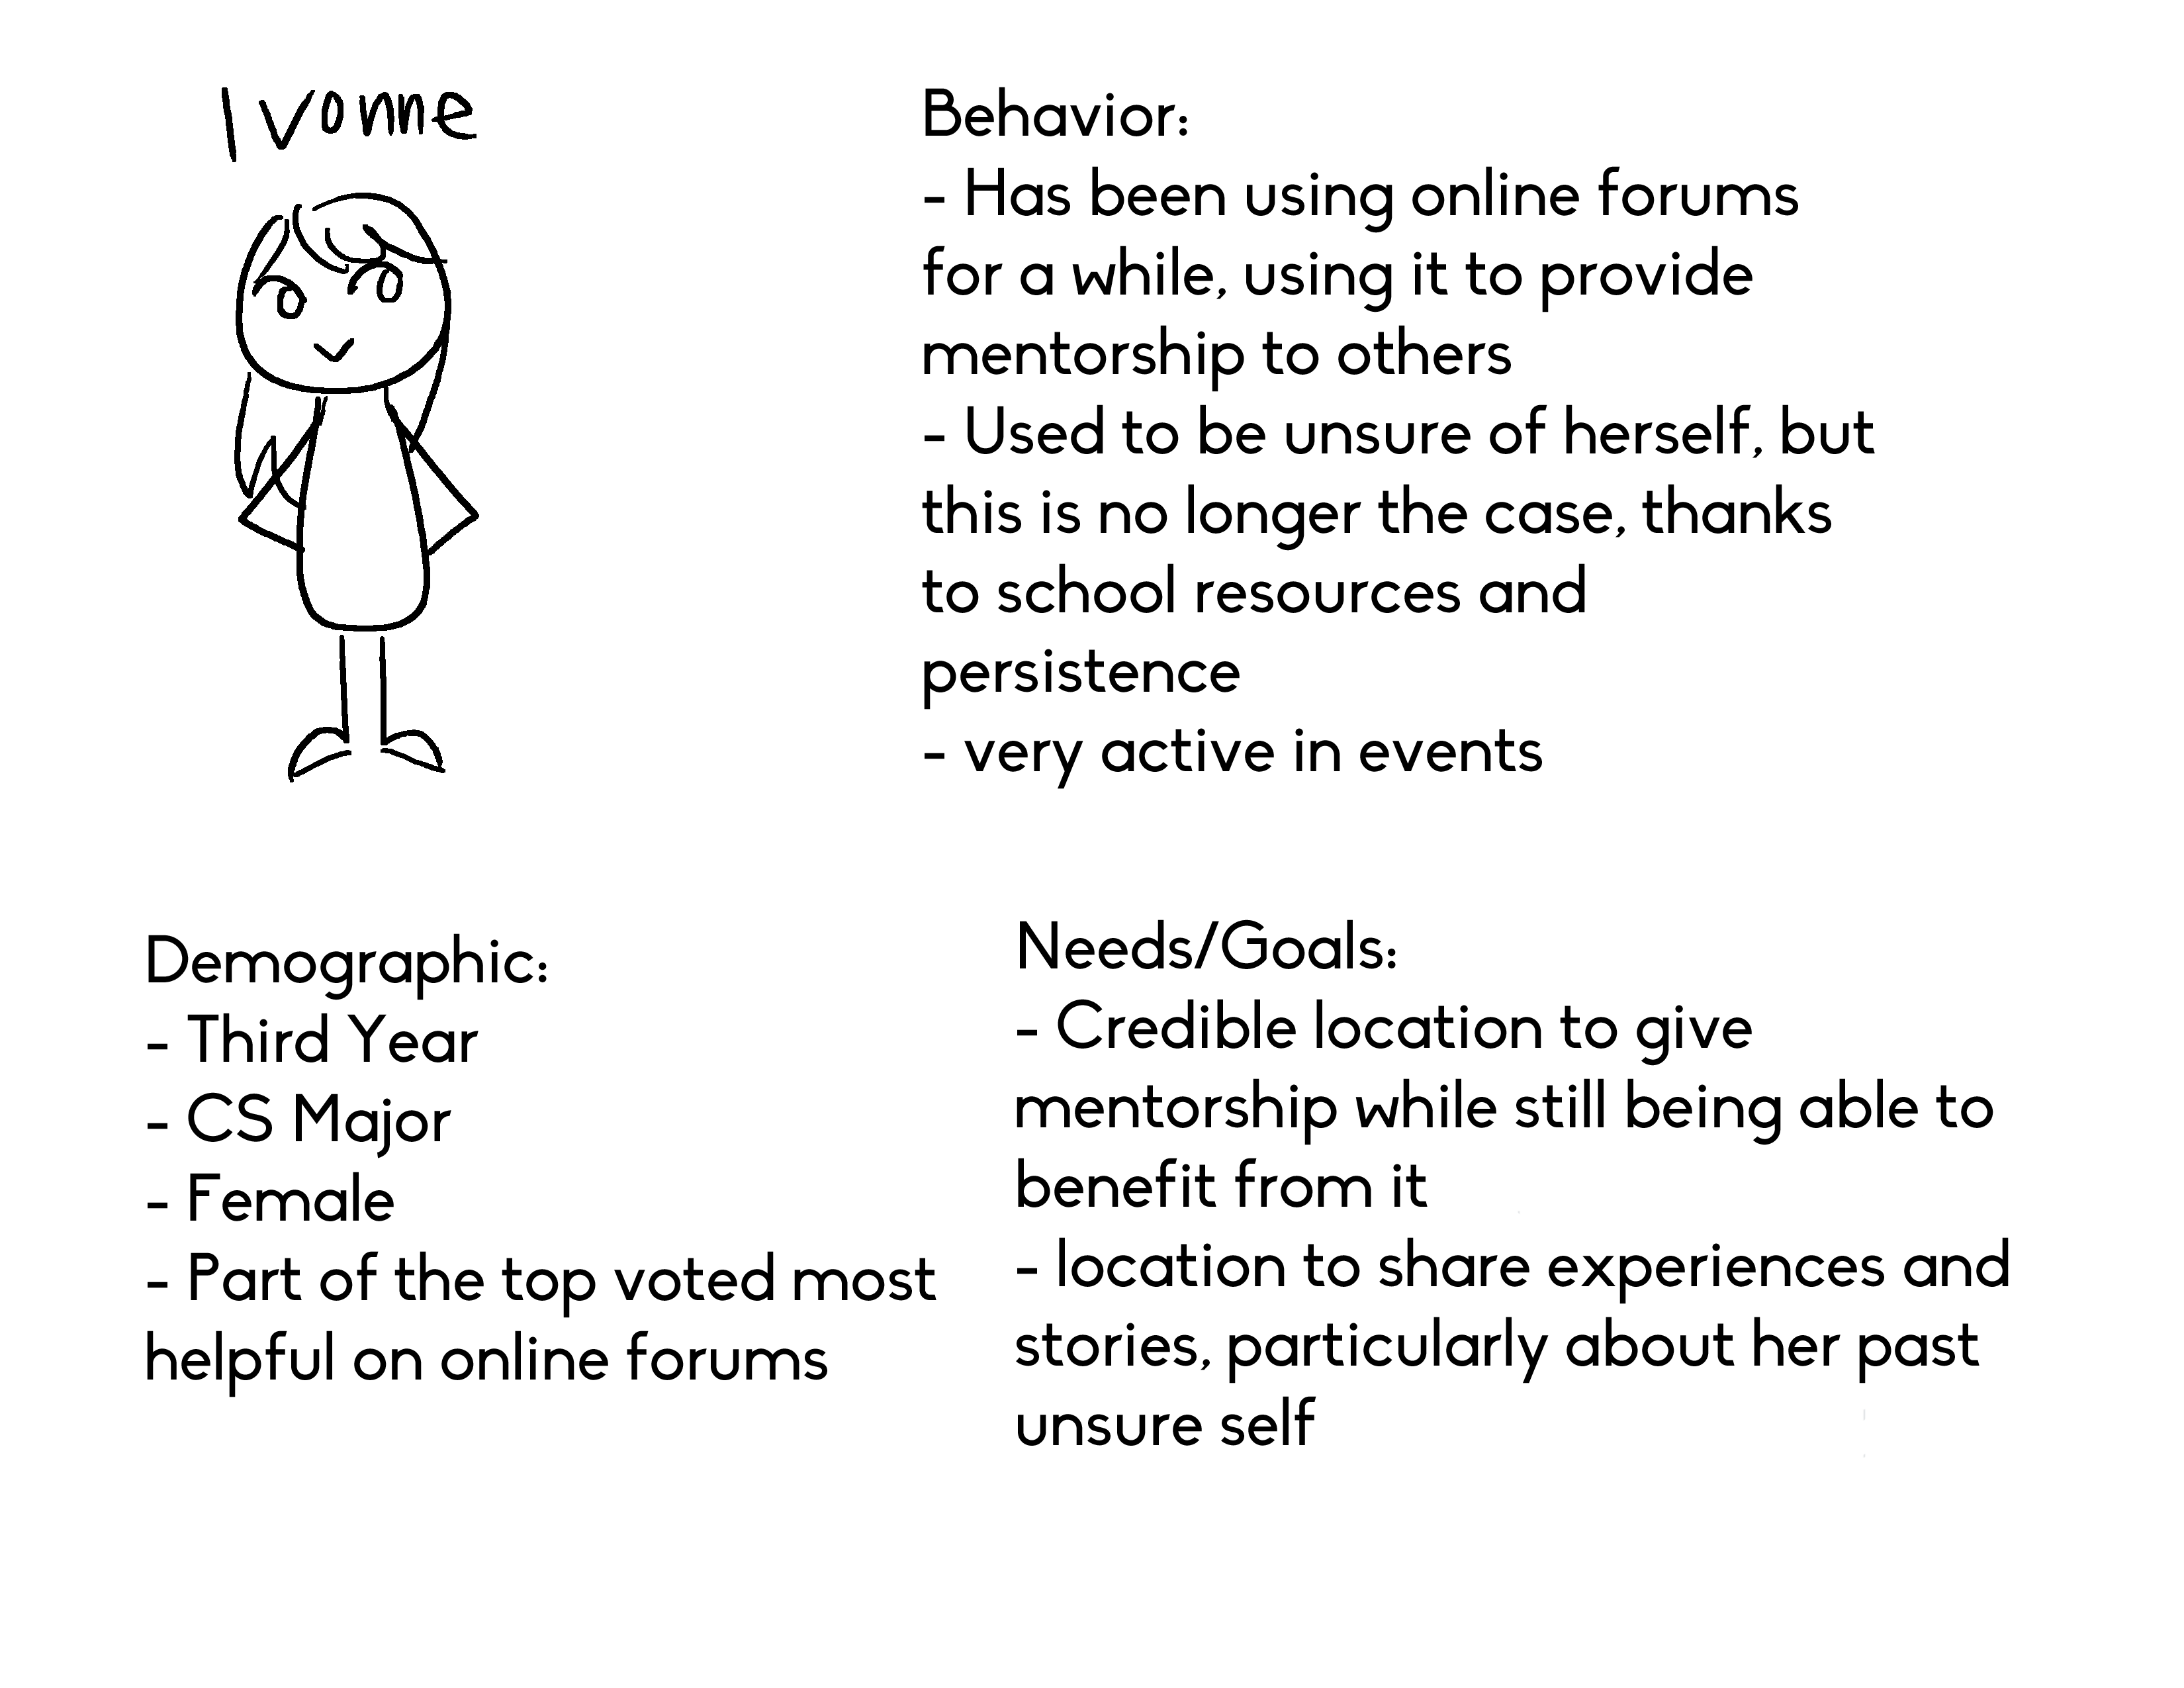 Ivonne
Behavior:
- Has been using online forums
for a while, using it to provide
mentorship to others
- Used to be unsure of herself, but
this is no longer the case, thanks
to school resources and
persistence
- very active in events
Demographic:
- Third Year
- CS Major
- Female
- Part of the top voted most
helpful on online forums
Needs/Goals:
- Credible location to give
mentorship while still being able to
benefit from it
- location to share experiences and
stories, particularly about her past
unsure self